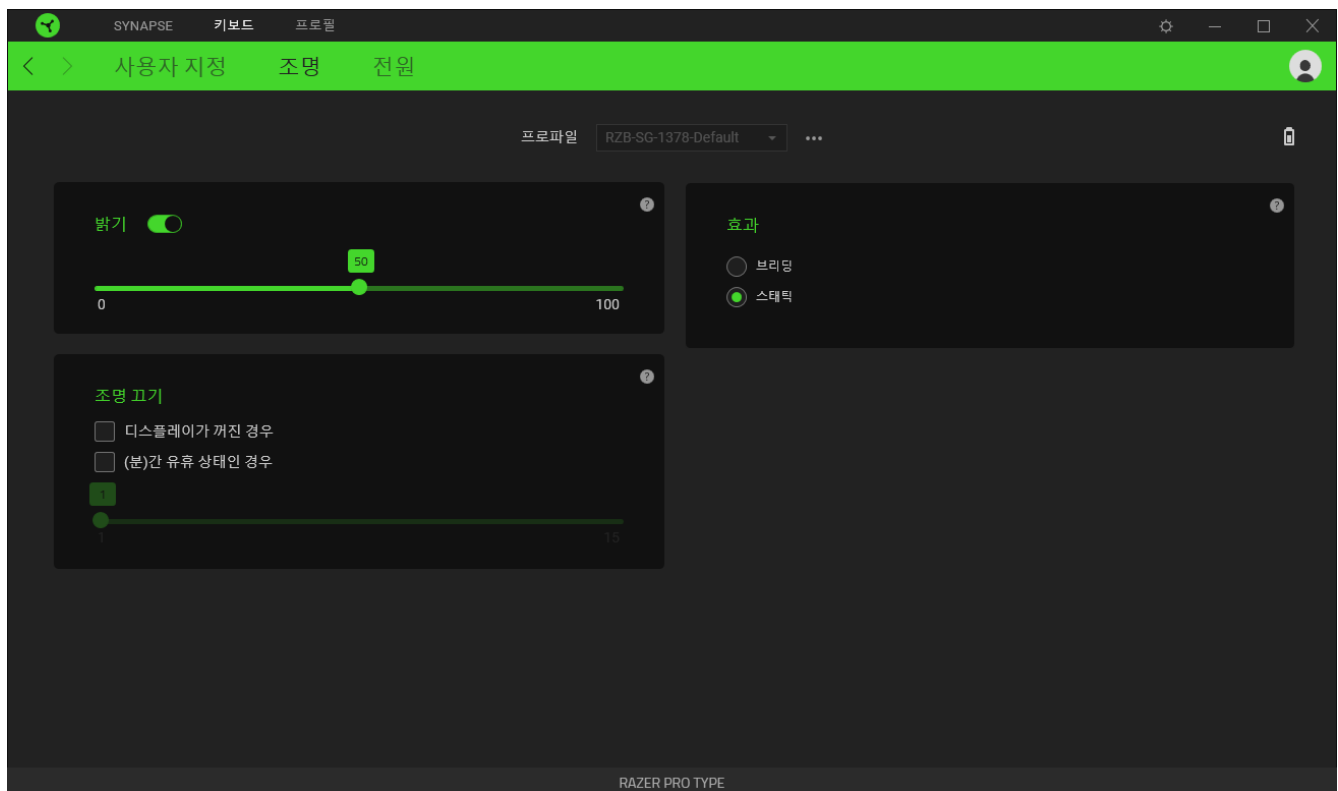 SYNAPSE 키보드 프로필
사용자 지정 조명 전원
프로파일 RZB-SG-1378-Default
밝기
50
0 100
효과
브리딩
스태틱
조명 끄기
디스플레이가 꺼진 경우
(분)간 유휴 상태인 경우
1
1 15
RAZER PRO TYPE